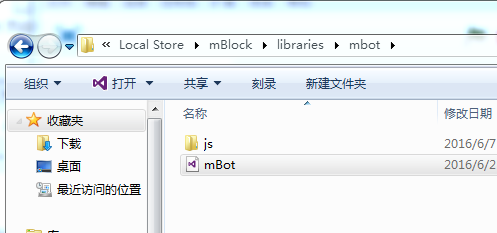 « Local Store ▸ mBlock ▸ libraries ▸ mbot ▸
组织 打开 共享 刻录 新建文件夹
名称 修改日期
收藏夹
下载 js 2016/6/7
桌面 mBot 2016/6/2
最近访问的位置